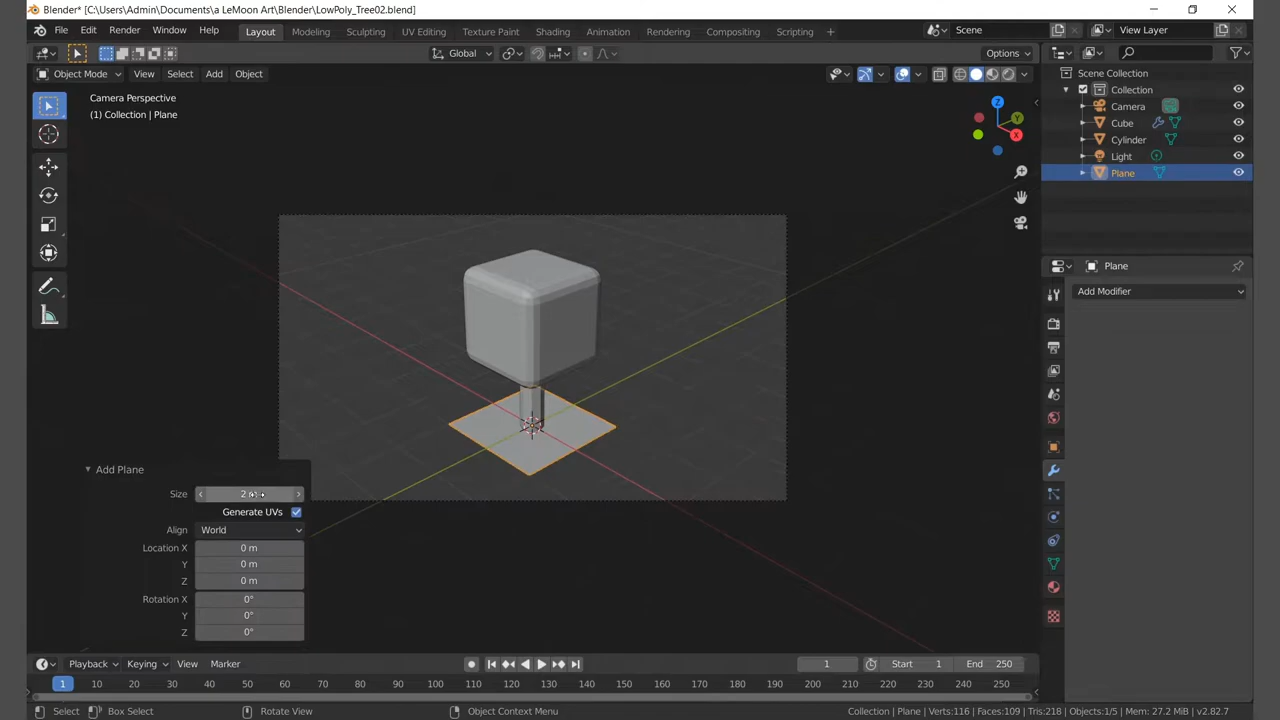 Blender* [C:\Users\Admin\Documents\a LeMoon Art\Blender\LowPoly_Tree02.blend]
File Edit Render Window Help Layout Modeling Sculpting UV Editing Texture Paint Shading Animation Rendering Compositing Scripting + Scene View Layer
Global Options
Object Mode View Select Add Object
Camera Perspective
(1) Collection | Plane
Z
Y
X
Scene Collection
Collection
Camera
Cube
Cylinder
Light
Plane
Plane
Add Modifier
Add Plane
Size 2 m
Generate UVs
Align World
Location X 0 m
Y 0 m
Z 0 m
Rotation X 0°
Y 0°
Z 0°
Playback Keying View Marker 1 Start 1 End 250
1 10 20 30 40 50 60 70 80 90 100 110 120 130 140 150 160 170 180 190 200 210 220 230 240 250
Select Box Select Rotate View Object Context Menu Collection | Plane | Verts:116 | Faces:109 | Tris:218 | Objects:1/5 | Mem: 27.2 MiB | v2.82.7